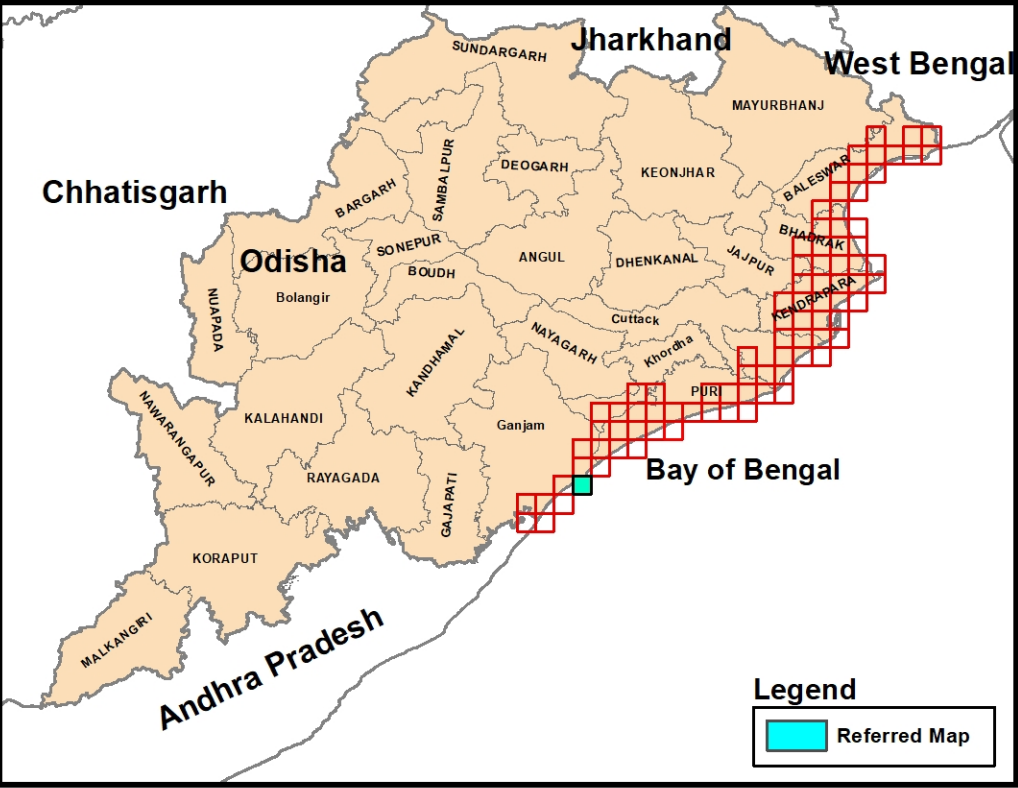 Jharkhand
SUNDARGARH
West Bengal
MAYURBHANJ
DEOGARH
KEONJHAR
SAMBALPUR
BALESWAR
Chhatisgarh
BARGARH
BHADRAK
SONEPUR
Odisha
ANGUL
DHENKANAL
JAJPUR
BOUDH
Bolangir
KENDRAPARA
NUAPADA
Cuttack
NAYAGARH
Khordha
KANDHAMAL
PURI
NAWARANGAPUR
KALAHANDI
Ganjam
Bay of Bengal
RAYAGADA
GAJAPATI
KORAPUT
MALKANGIRI
Andhra Pradesh
Legend
Referred Map